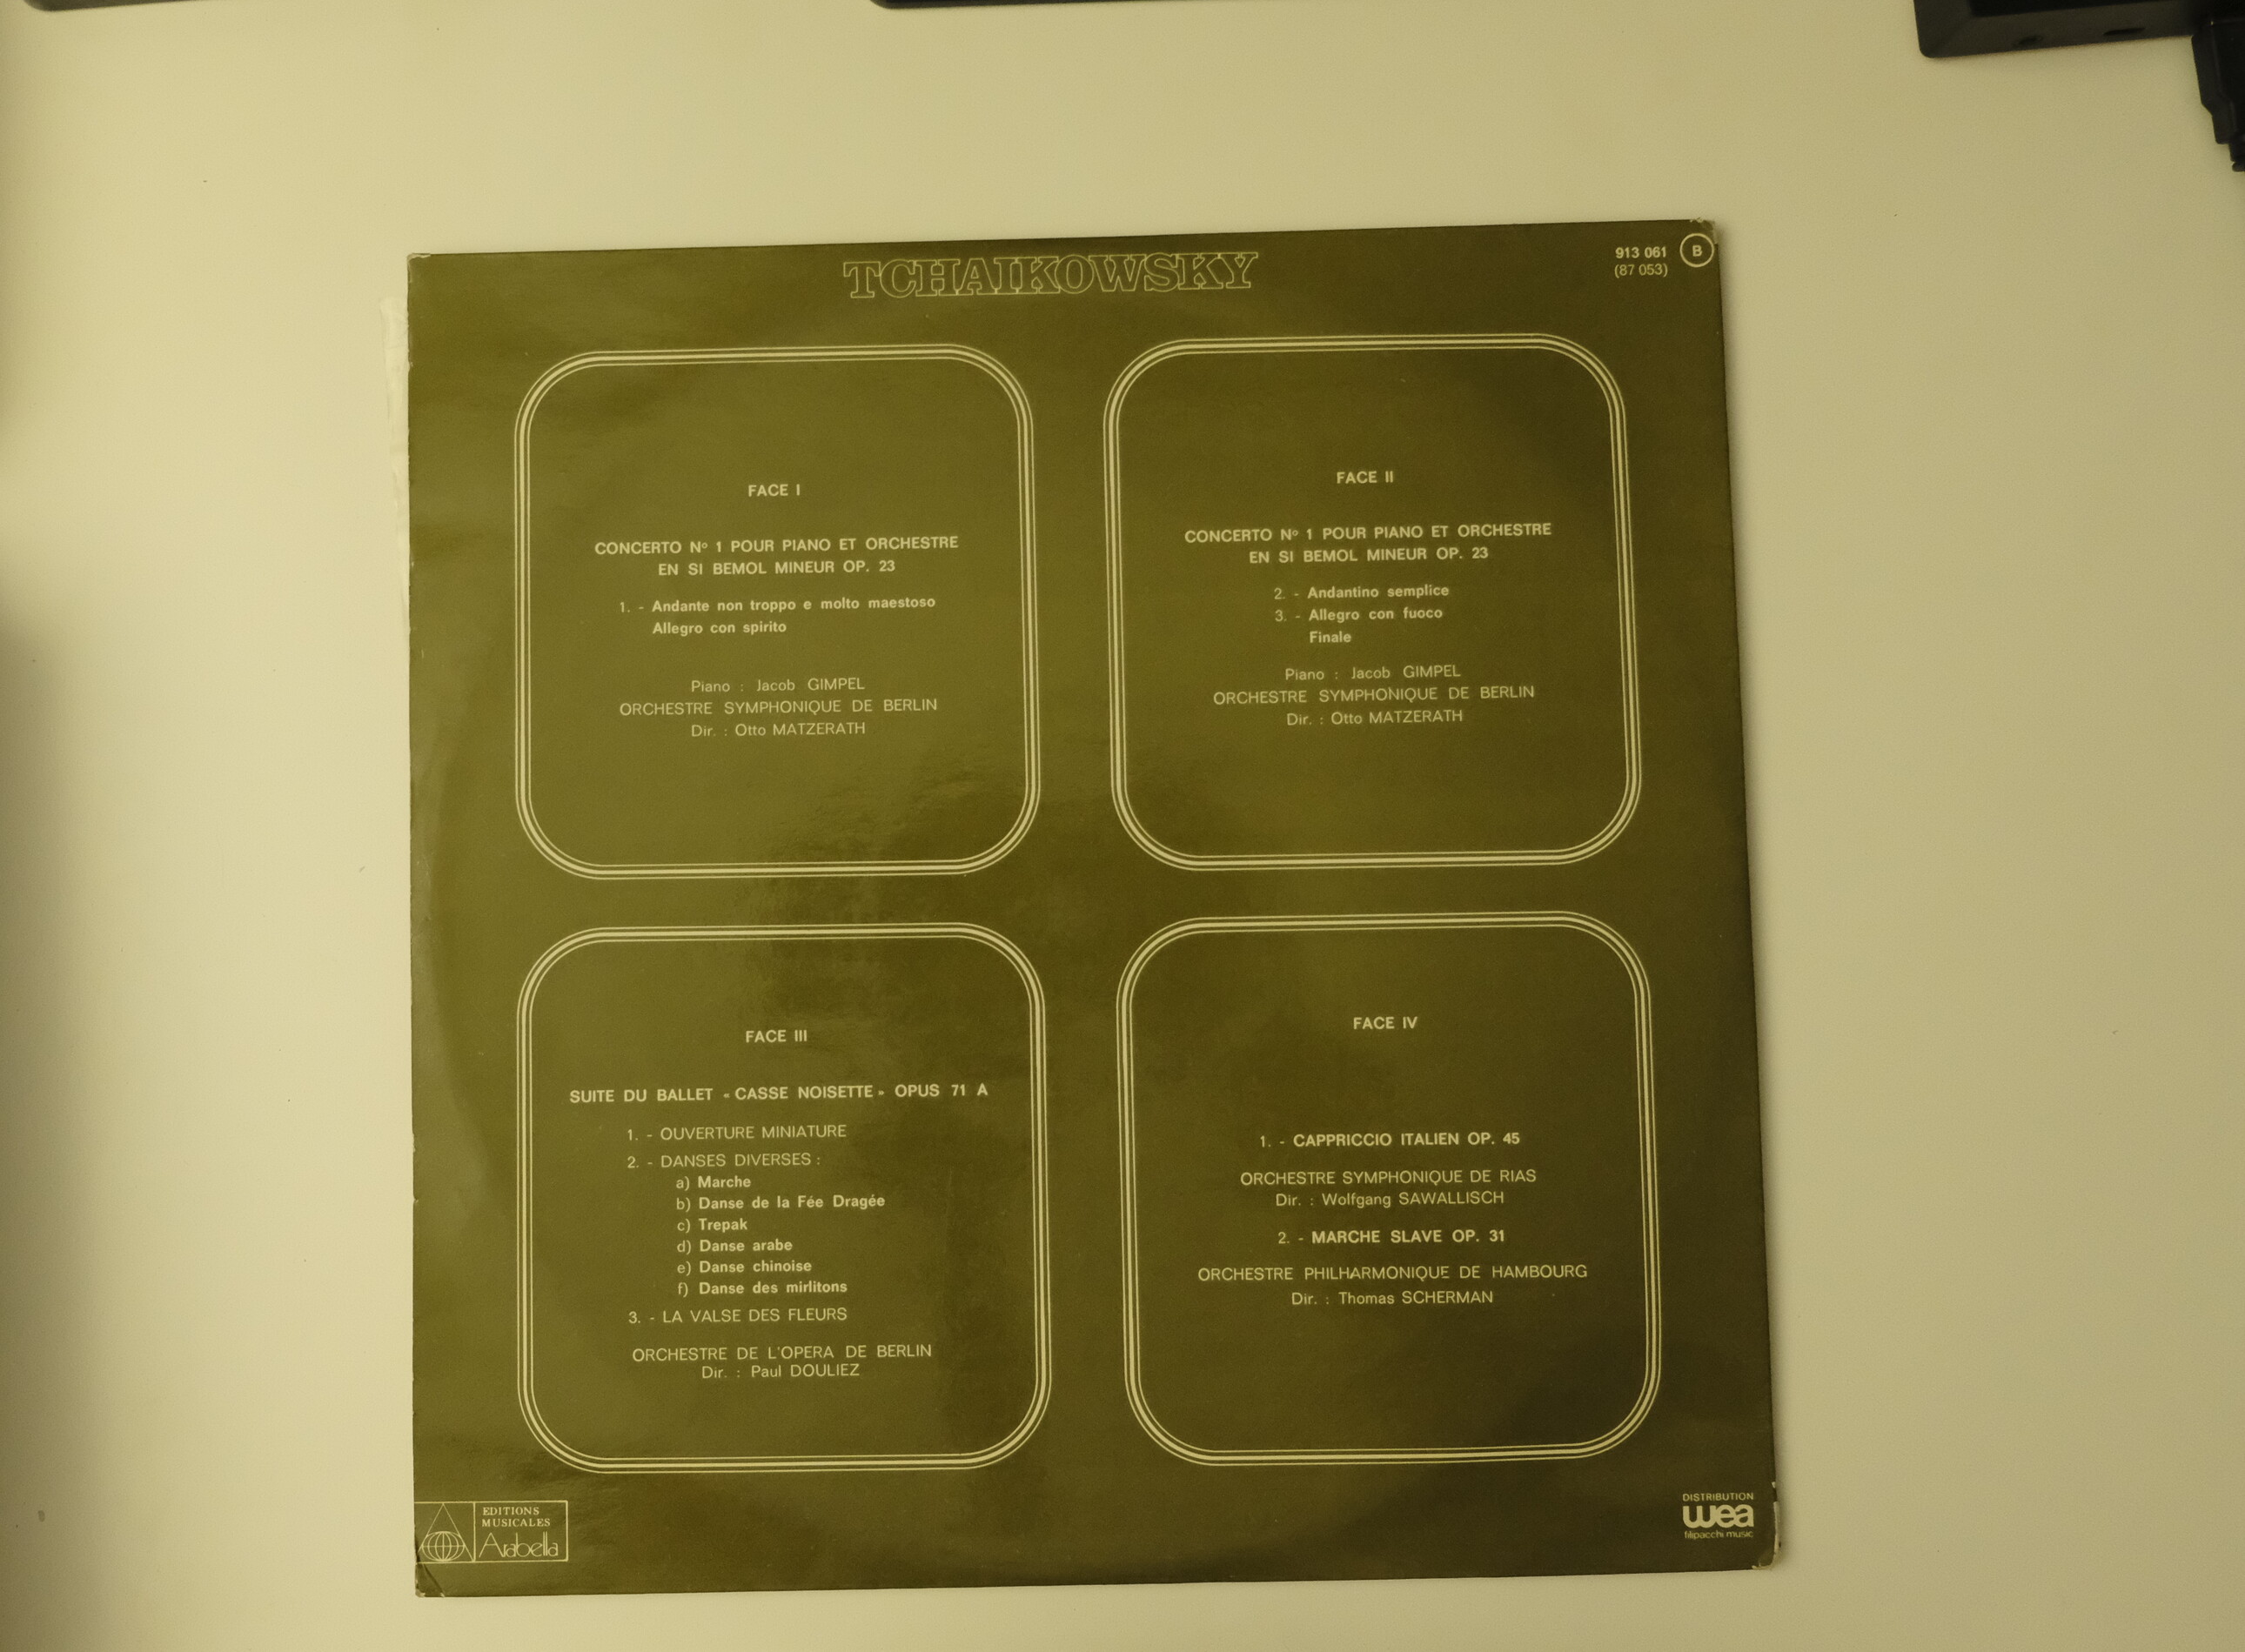 TCHAIKOWSKY
913 061
(87 053)
B
FACE I
CONCERTO Nº 1 POUR PIANO ET ORCHESTRE
EN SI BEMOL MINEUR OP. 23
1. - Andante non troppo e molto maestoso
Allegro con spirito
Piano : Jacob GIMPEL
ORCHESTRE SYMPHONIQUE DE BERLIN
Dir. : Otto MATZERATH
FACE II
CONCERTO Nº 1 POUR PIANO ET ORCHESTRE
EN SI BEMOL MINEUR OP. 23
2. - Andantino semplice
3. - Allegro con fuoco
Finale
Piano : Jacob GIMPEL
ORCHESTRE SYMPHONIQUE DE BERLIN
Dir. : Otto MATZERATH
FACE III
SUITE DU BALLET « CASSE NOISETTE » OPUS 71 A
1. - OUVERTURE MINIATURE
2. - DANSES DIVERSES :
a) Marche
b) Danse de la Fée Dragée
c) Trepak
d) Danse arabe
e) Danse chinoise
f) Danse des mirlitons
3. - LA VALSE DES FLEURS
ORCHESTRE DE L'OPERA DE BERLIN
Dir. : Paul DOULIEZ
FACE IV
1. - CAPPRICCIO ITALIEN OP. 45
ORCHESTRE SYMPHONIQUE DE RIAS
Dir. : Wolfgang SAWALLISCH
2. - MARCHE SLAVE OP. 31
ORCHESTRE PHILHARMONIQUE DE HAMBOURG
Dir. : Thomas SCHERMAN
EDITIONS
MUSICALES
Arabella
DISTRIBUTION
wea
filipacchi music